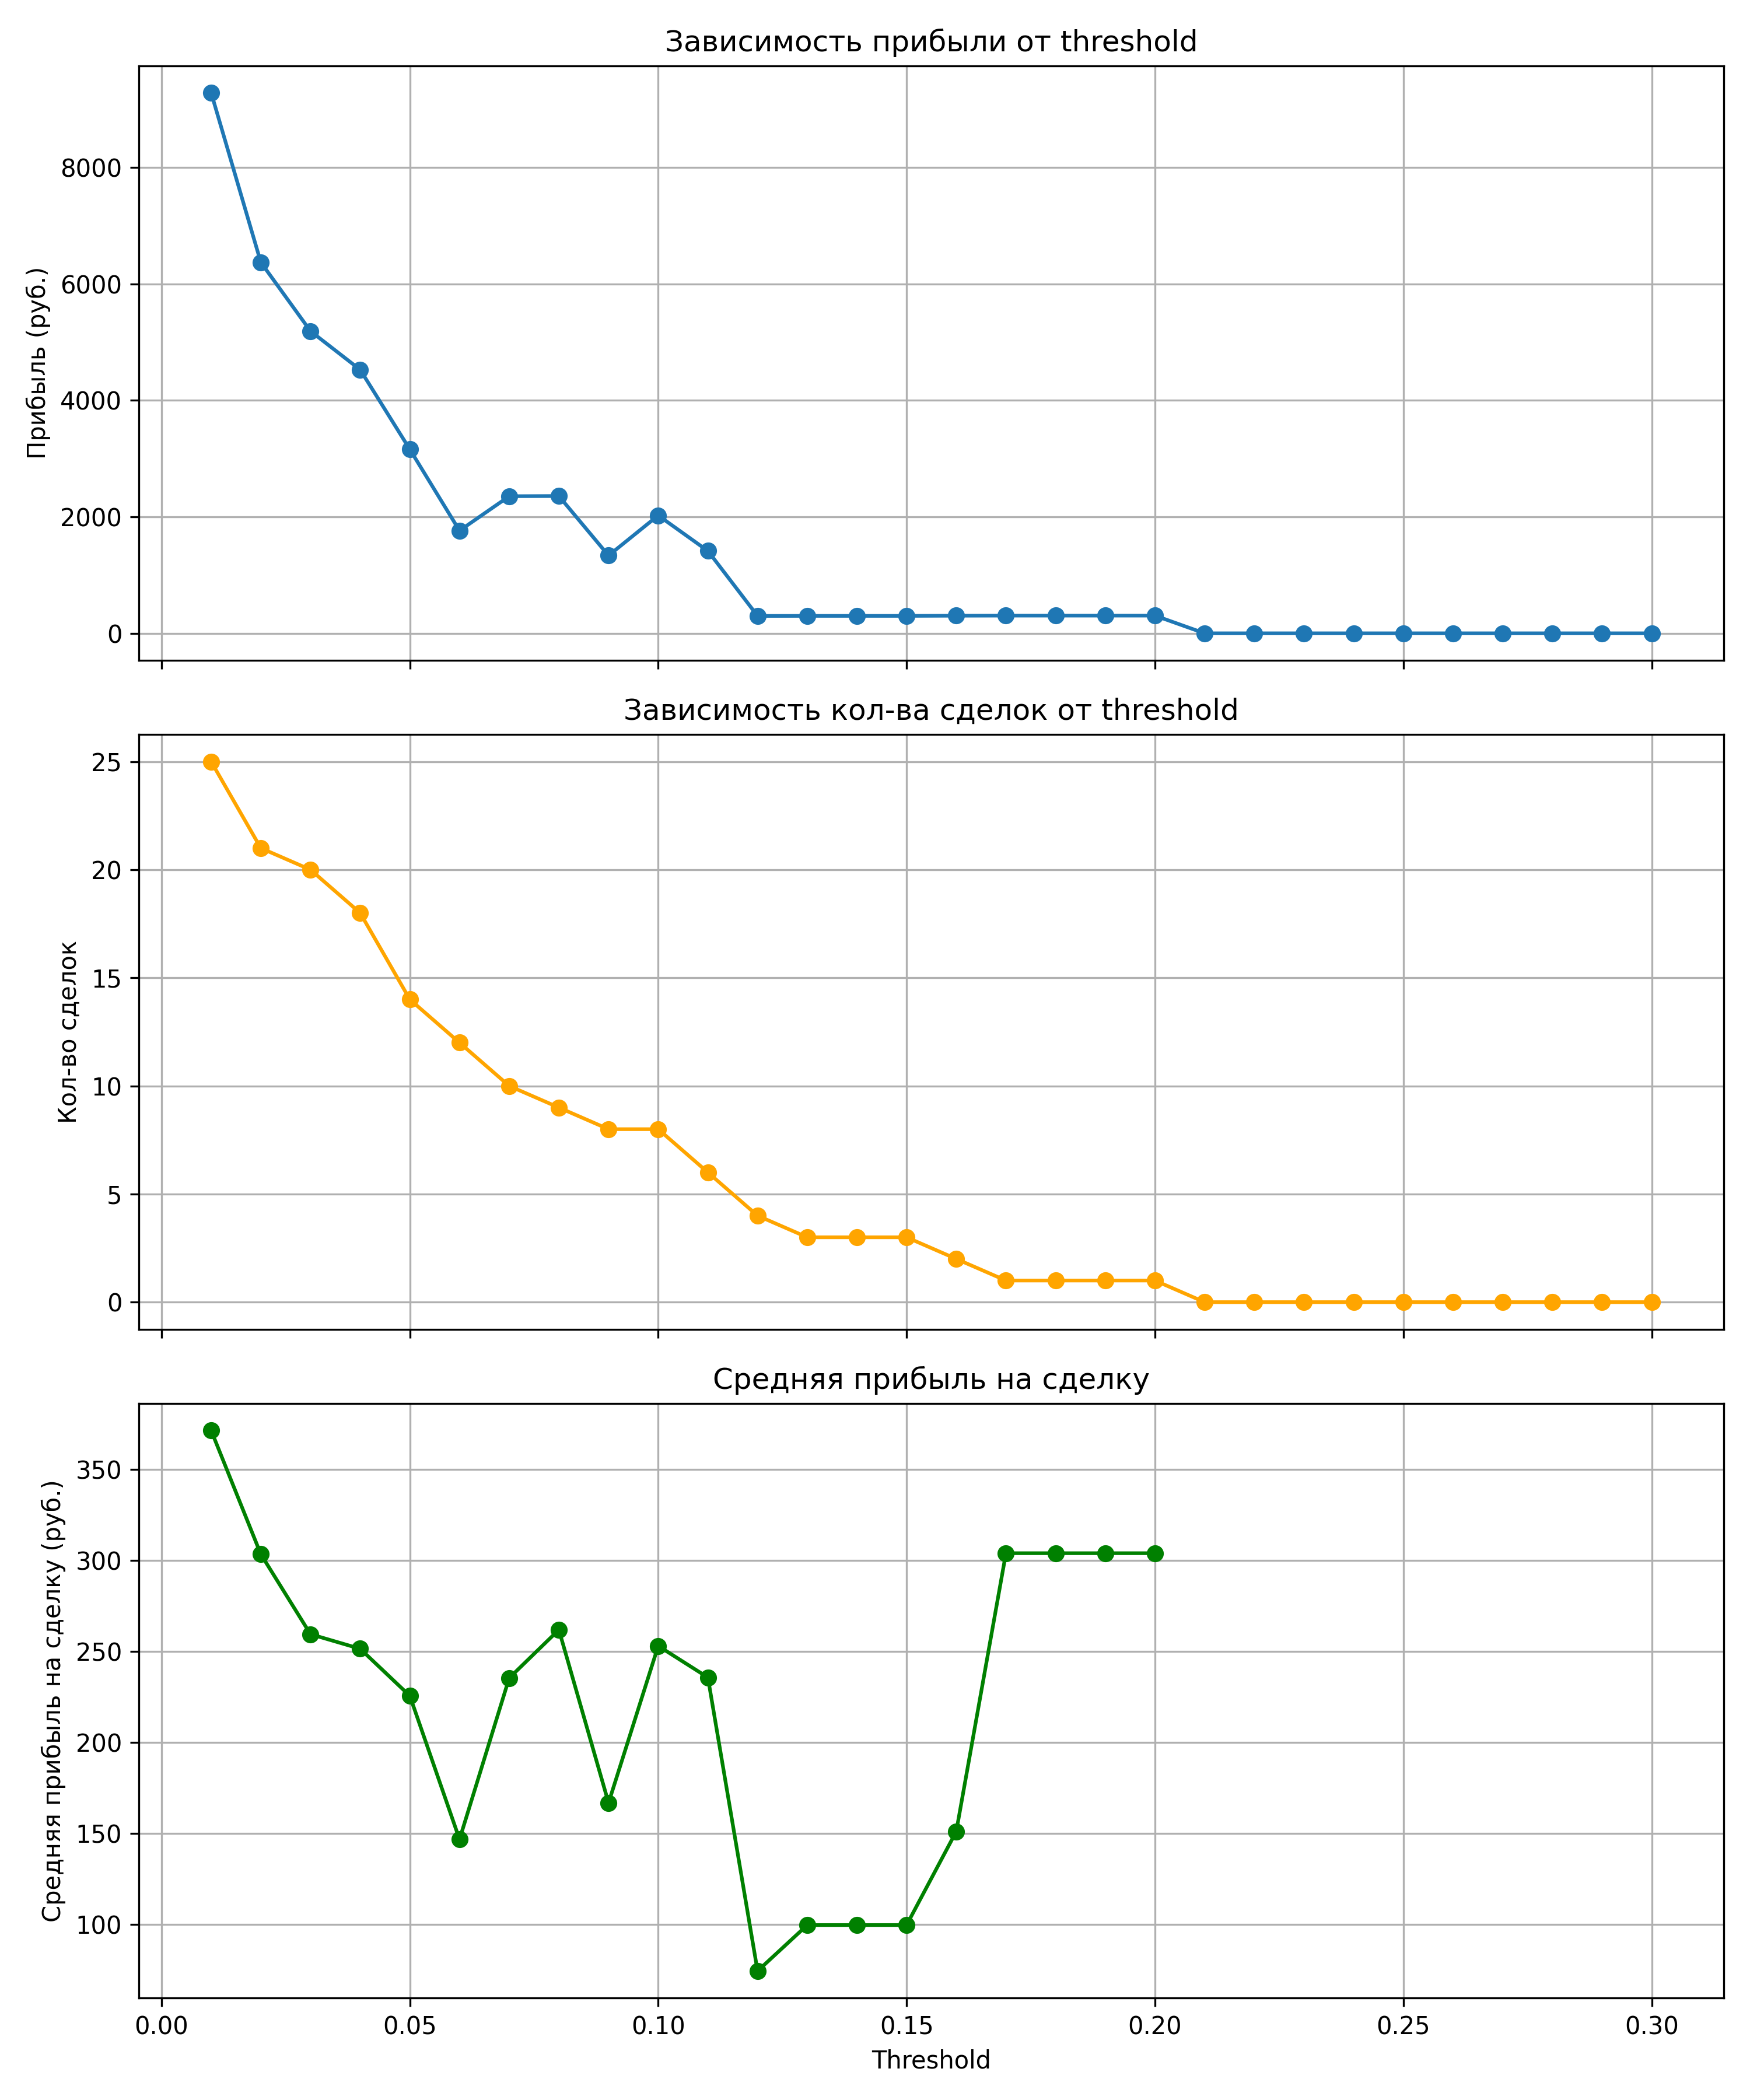 Зависимость прибыли от threshold
Прибыль (руб.)
8000
6000
4000
2000
0
Зависимость кол-ва сделок от threshold
Кол-во сделок
25
20
15
10
5
0
Средняя прибыль на сделку
Средняя прибыль на сделку (руб.)
350
300
250
200
150
100
0.00 0.05 0.10 0.15 0.20 0.25 0.30
Threshold